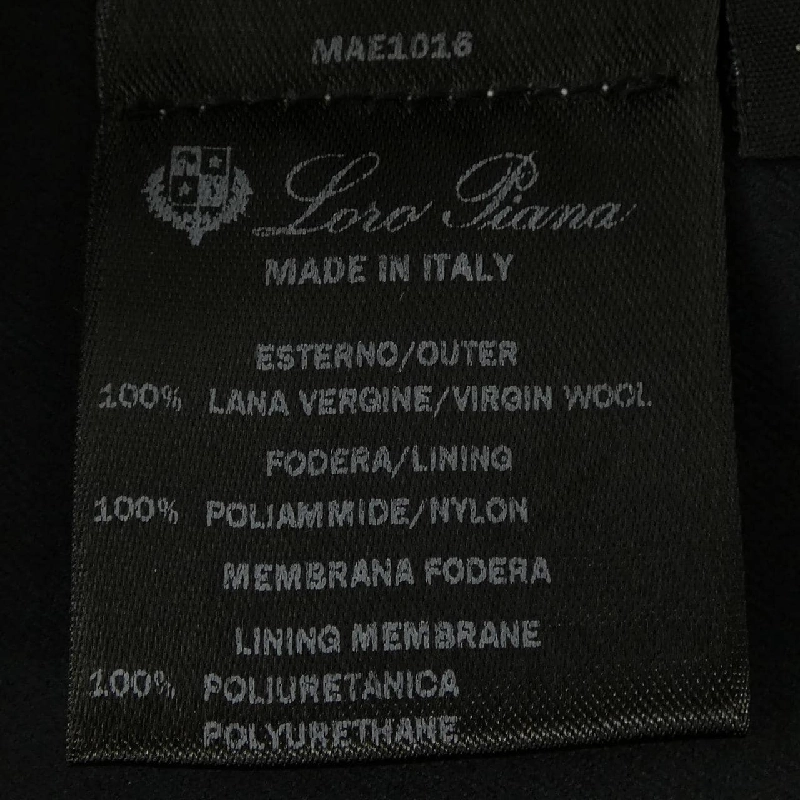 MAE1016
Loro Piana
MADE IN ITALY
ESTERNO/OUTER
100% LANA VERGINE/VIRGIN WOOL
FODERA/LINING
100% POLIAMMIDE/NYLON
MEMBRANA FODERA
LINING MEMBRANE
100% POLIURETANICA
POLYURETHANE